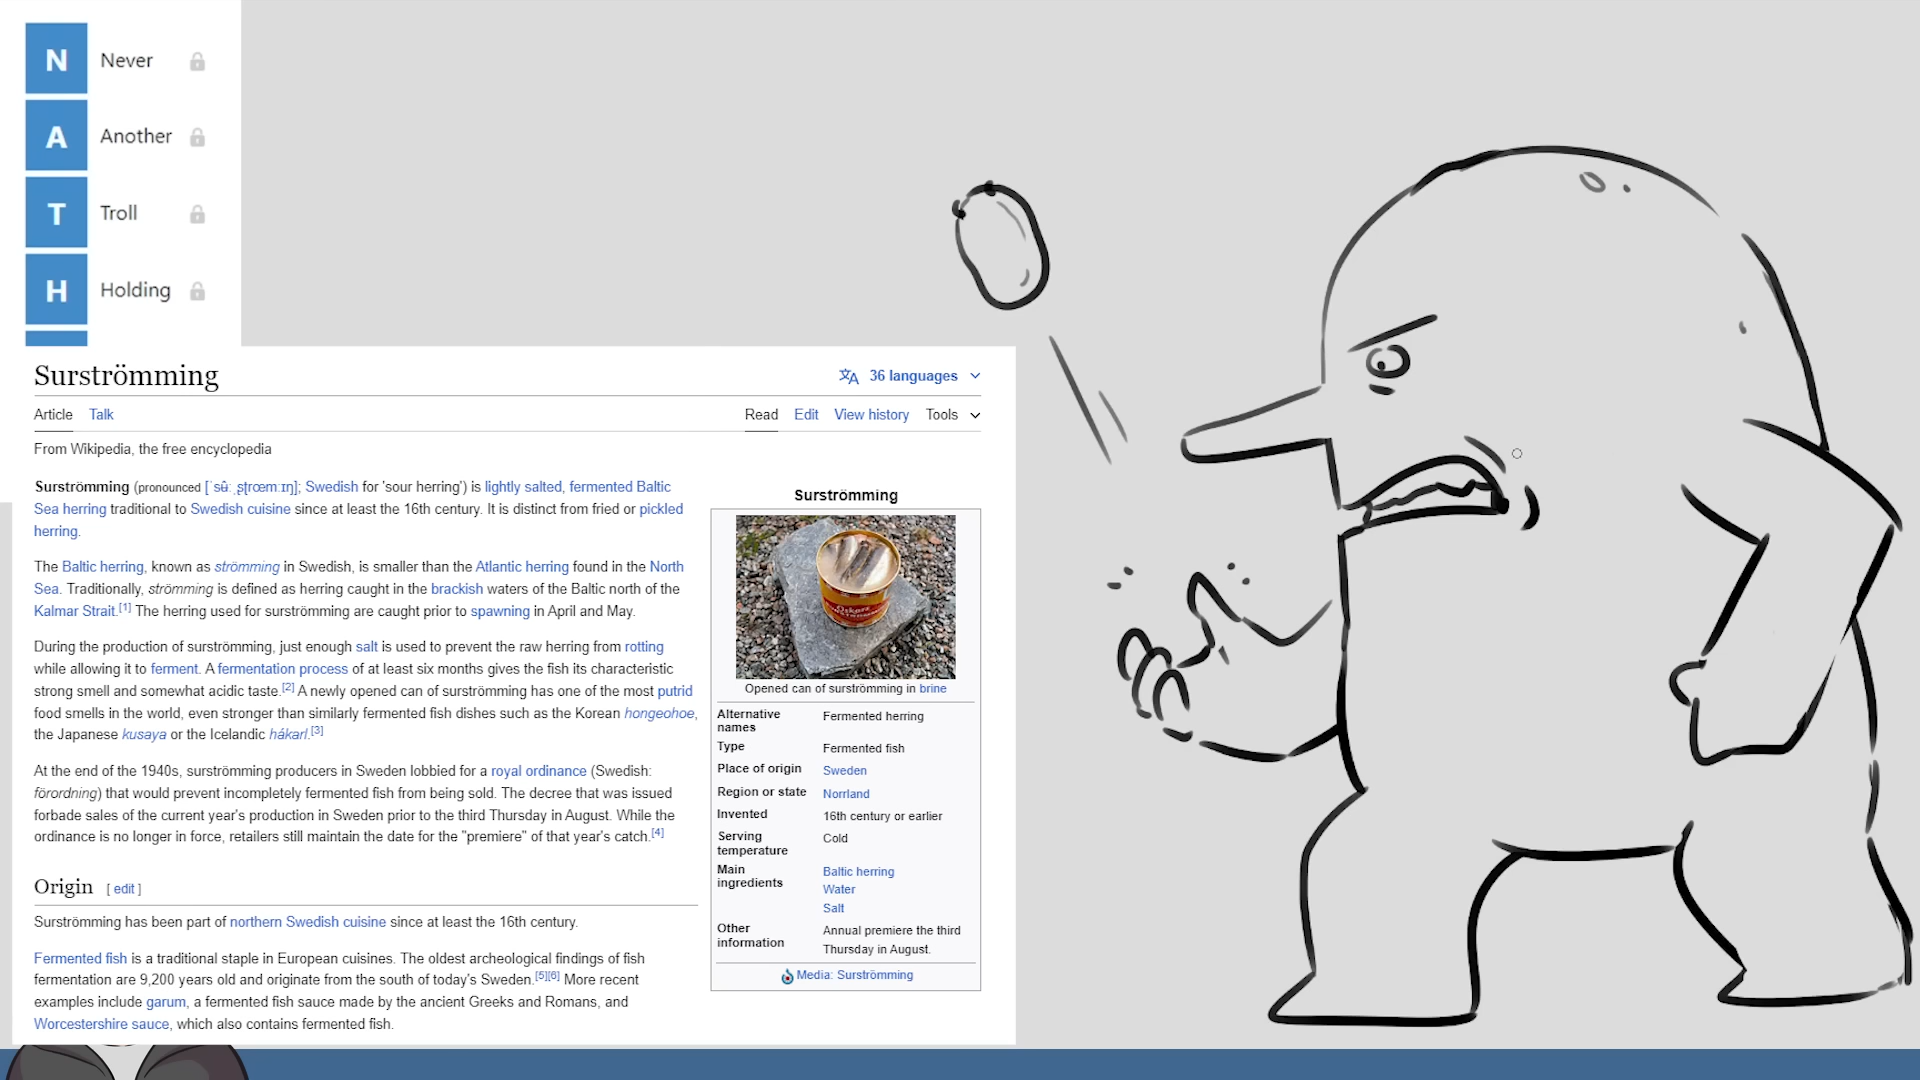 N Never
A Another
T Troll
H Holding
Surströmming
36 languages
Article Talk Read Edit View history Tools
From Wikipedia, the free encyclopedia
Surströmming (pronounced [ˈsʉ̂ːˌʂtrœmːɪŋ]; Swedish for 'sour herring') is lightly salted, fermented Baltic
Sea herring traditional to Swedish cuisine since at least the 16th century. It is distinct from fried or pickled
herring.
The Baltic herring, known as strömming in Swedish, is smaller than the Atlantic herring found in the North
Sea. Traditionally, strömming is defined as herring caught in the brackish waters of the Baltic north of the
Kalmar Strait.[1] The herring used for surströmming are caught prior to spawning in April and May.
During the production of surströmming, just enough salt is used to prevent the raw herring from rotting
while allowing it to ferment. A fermentation process of at least six months gives the fish its characteristic
strong smell and somewhat acidic taste.[2] A newly opened can of surströmming has one of the most putrid
food smells in the world, even stronger than similarly fermented fish dishes such as the Korean hongeohoe,
the Japanese kusaya or the Icelandic hákarl.[3]
At the end of the 1940s, surströmming producers in Sweden lobbied for a royal ordinance (Swedish:
förordning) that would prevent incompletely fermented fish from being sold. The decree that was issued
forbade sales of the current year's production in Sweden prior to the third Thursday in August. While the
ordinance is no longer in force, retailers still maintain the date for the "premiere" of that year's catch.[4]
Origin [ edit ]
Surströmming has been part of northern Swedish cuisine since at least the 16th century.
Fermented fish is a traditional staple in European cuisines. The oldest archeological findings of fish
fermentation are 9,200 years old and originate from the south of today's Sweden.[5][6] More recent
examples include garum, a fermented fish sauce made by the ancient Greeks and Romans, and
Worcestershire sauce, which also contains fermented fish.
Surströmming
Oskars
Opened can of surströmming in brine
Alternative names Fermented herring
Type Fermented fish
Place of origin Sweden
Region or state Norrland
Invented 16th century or earlier
Serving temperature Cold
Main ingredients Baltic herring
Water
Salt
Other information Annual premiere the third
Thursday in August.
Media: Surströmming